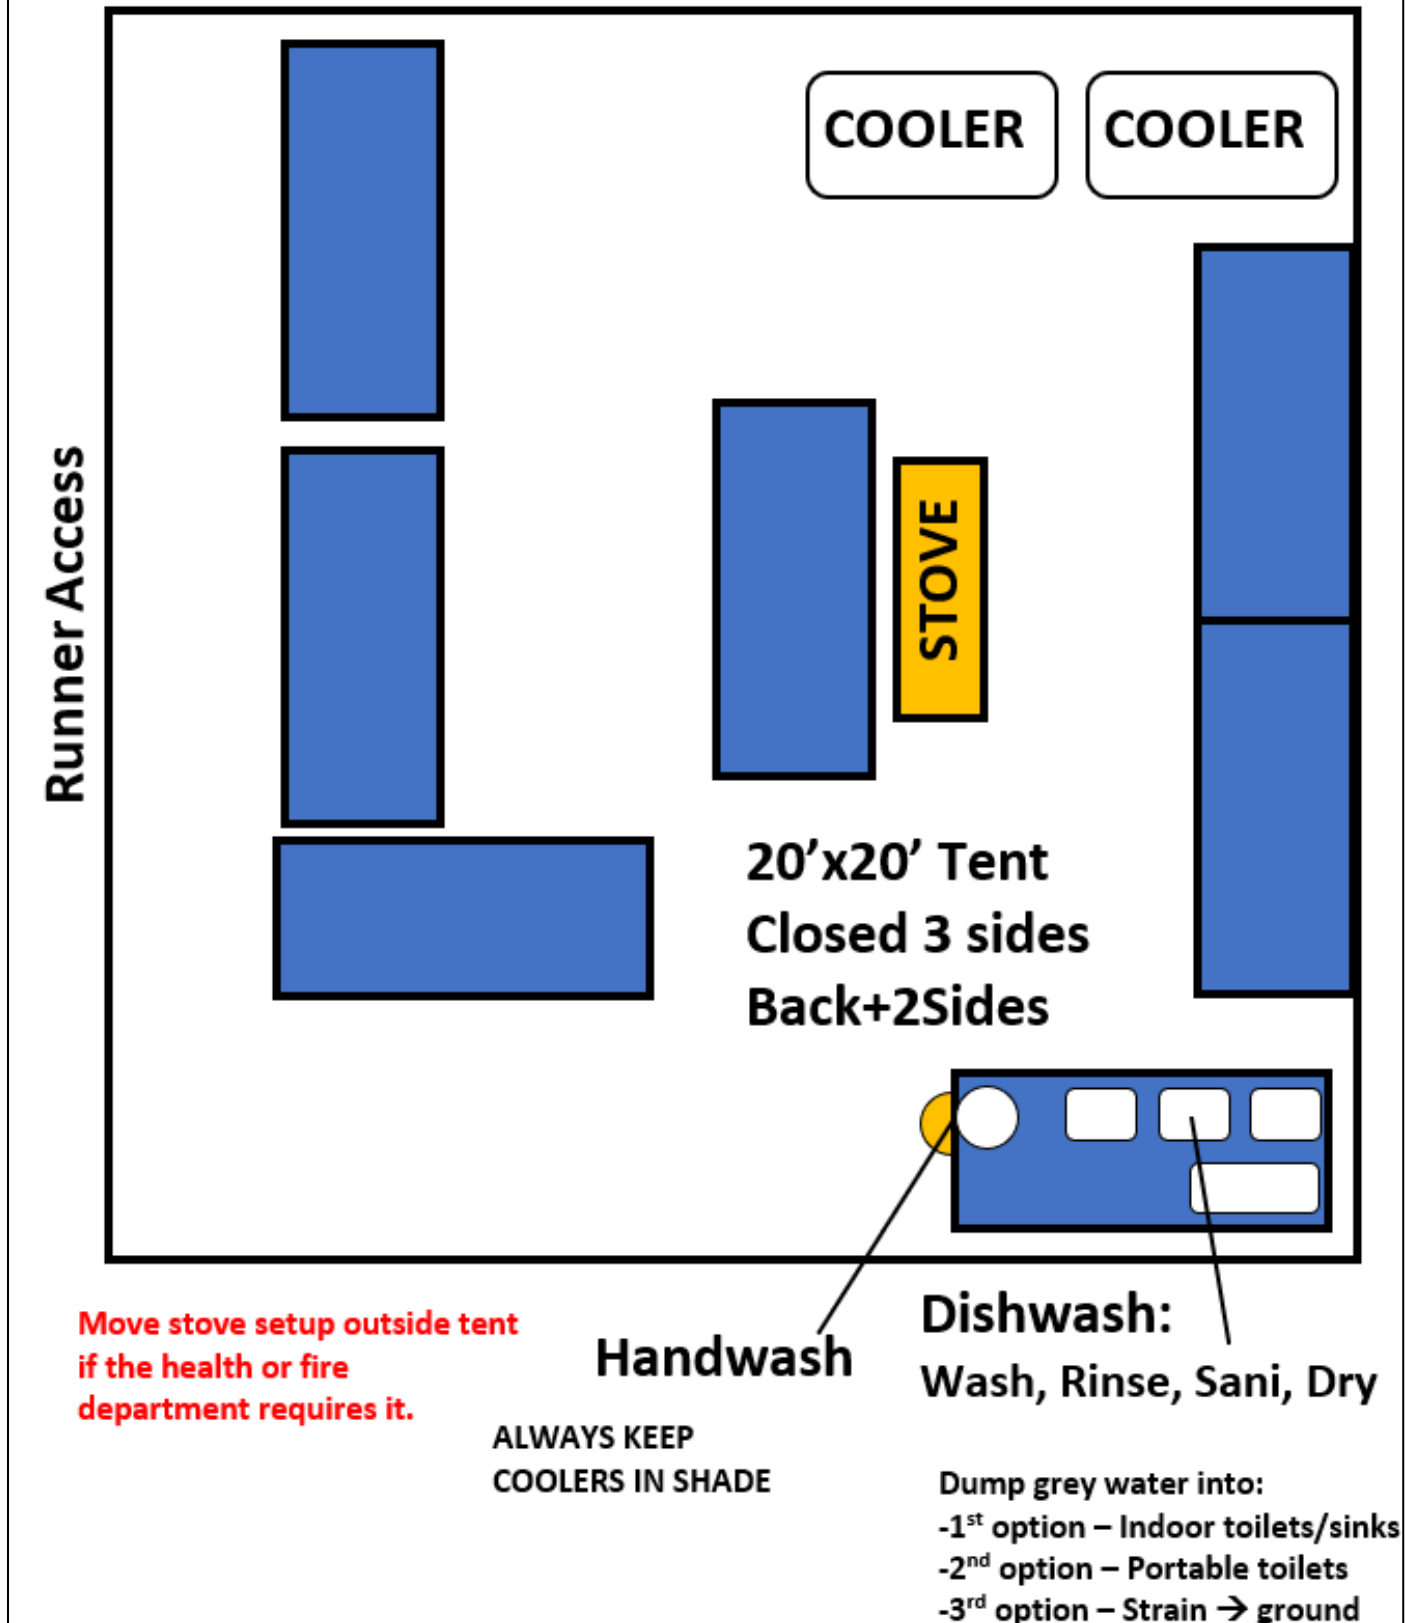 COOLER
COOLER
Runner Access
STOVE
20’x20’ Tent
Closed 3 sides
Back+2Sides
Move stove setup outside tent
if the health or fire
department requires it.
Handwash
Dishwash:
Wash, Rinse, Sani, Dry
ALWAYS KEEP
COOLERS IN SHADE
Dump grey water into:
-1st option – Indoor toilets/sinks
-2nd option – Portable toilets
-3rd option – Strain → ground